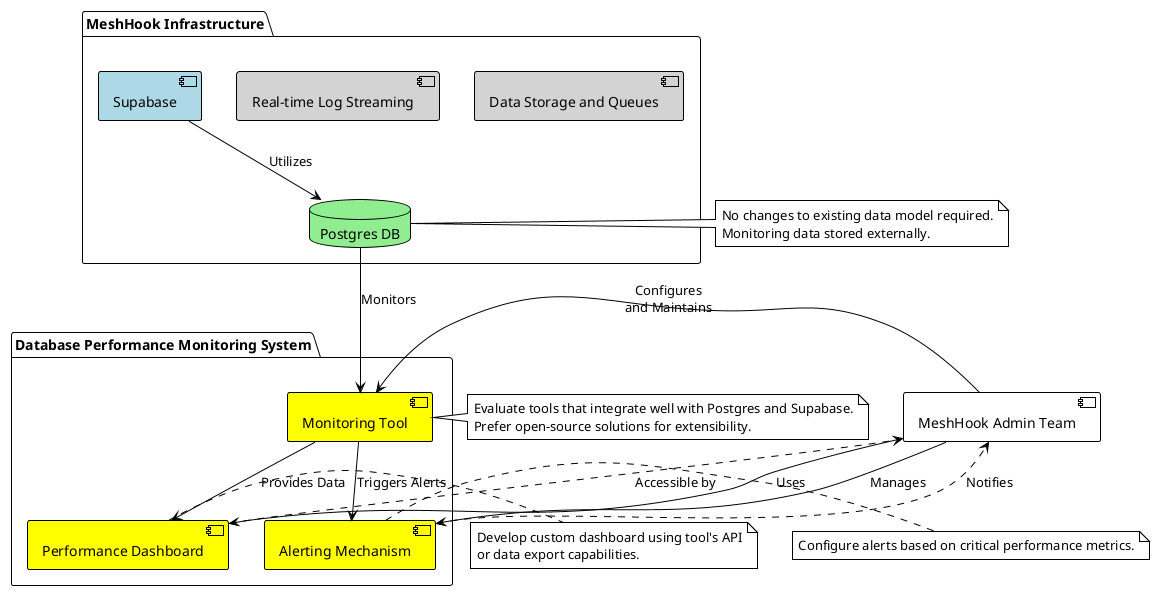 MeshHook Infrastructure
Supabase
Real-time Log Streaming
Data Storage and Queues
Utilizes
Postgres DB
No changes to existing data model required.
Monitoring data stored externally.
Monitors
Configures
and Maintains
Database Performance Monitoring System
Monitoring Tool
Evaluate tools that integrate well with Postgres and Supabase.
Prefer open-source solutions for extensibility.
MeshHook Admin Team
Provides Data
Triggers Alerts
Accessible by
Uses
Manages
Notifies
Performance Dashboard
Alerting Mechanism
Develop custom dashboard using tool's API
or data export capabilities.
Configure alerts based on critical performance metrics.